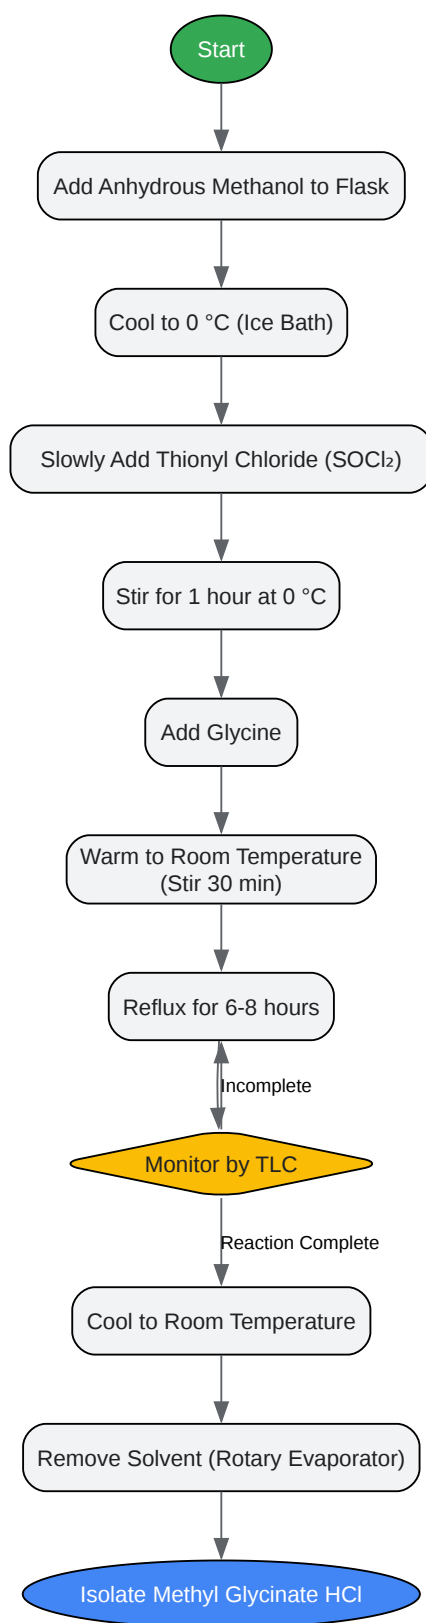 Start
Add Anhydrous Methanol to Flask
Cool to 0 °C (Ice Bath)
Slowly Add Thionyl Chloride (SOCl₂)
Stir for 1 hour at 0 °C
Add Glycine
Warm to Room Temperature
(Stir 30 min)
Reflux for 6-8 hours
Incomplete
Monitor by TLC
Reaction Complete
Cool to Room Temperature
Remove Solvent (Rotary Evaporator)
Isolate Methyl Glycinate HCl